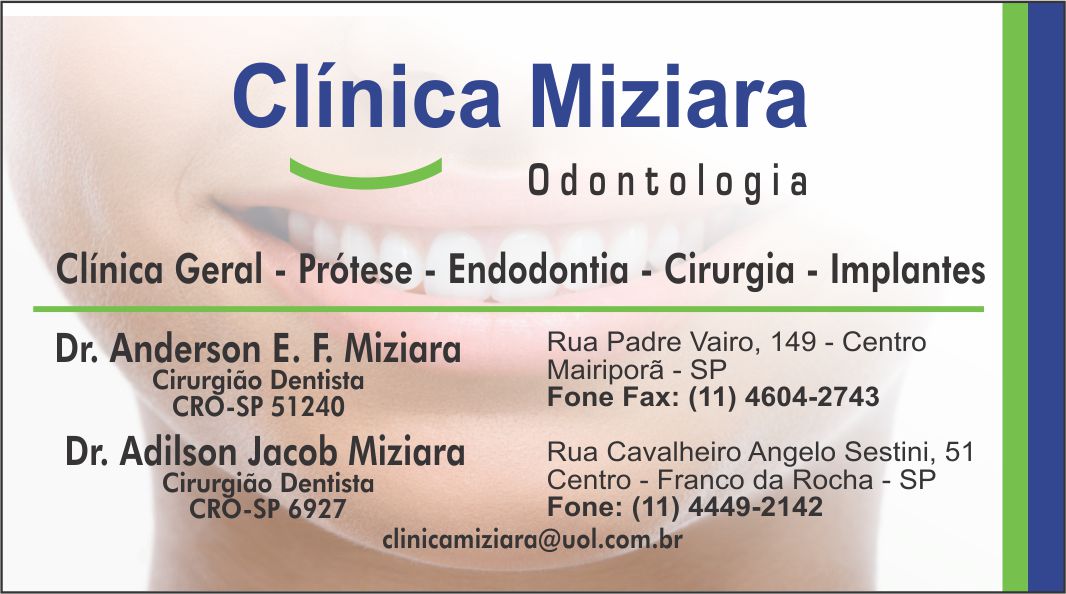 Clínica Miziara
Odontologia
Clínica Geral - Prótese - Endodontia - Cirurgia - Implantes
Dr. Anderson E. F. Miziara
Cirurgião Dentista
CRO-SP 51240
Rua Padre Vairo, 149 - Centro
Mairiporã - SP
Fone Fax: (11) 4604-2743
Dr. Adilson Jacob Miziara
Cirurgião Dentista
CRO-SP 6927
Rua Cavalheiro Angelo Sestini, 51
Centro - Franco da Rocha - SP
Fone: (11) 4449-2142
clinicamiziara@uol.com.br